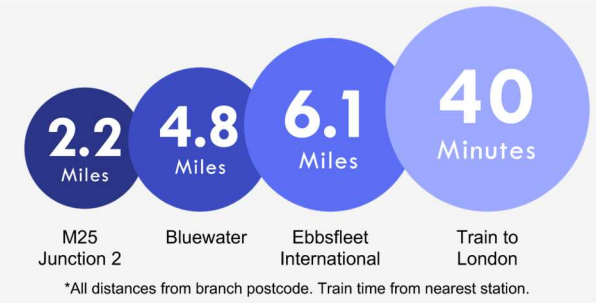 2.2
Miles
4.8
Miles
6.1
Miles
40
Minutes
M25
Junction 2
Bluewater
Ebbsfleet
International
Train to
London
*All distances from branch postcode. Train time from nearest station.